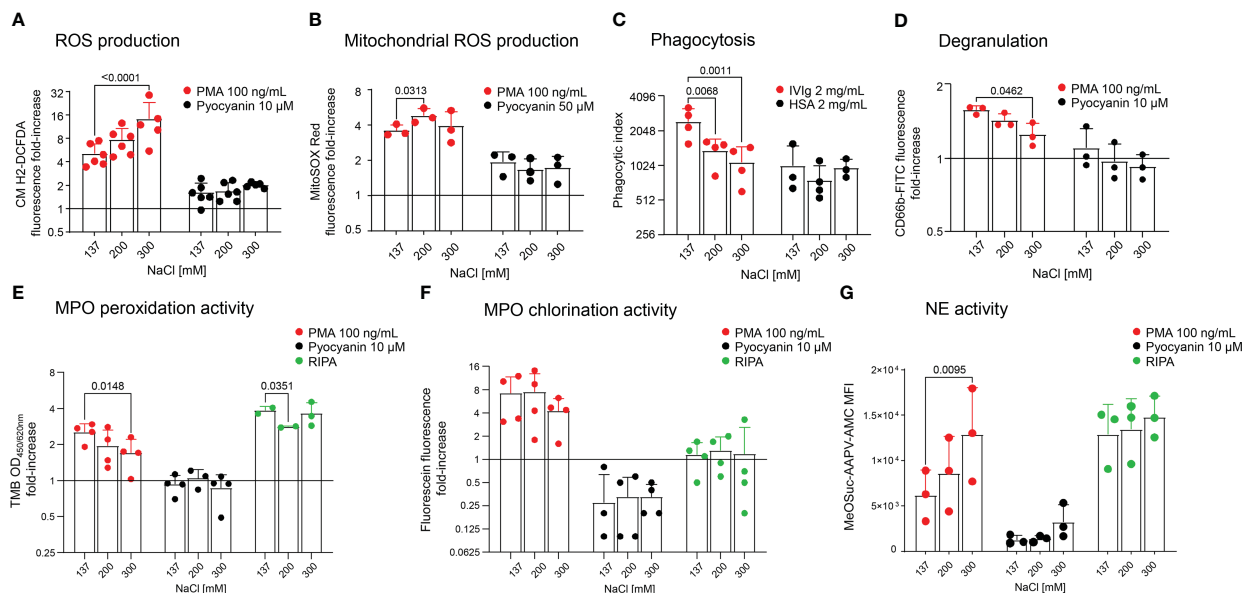 A
ROS production
CM H2-DCFDA
fluorescence fold-increase
32
16
8
4
2
1
0.5
<0.0001
PMA 100 ng/mL
Pyocyanin 10 µM
137
200
300
137
200
300
NaCl [mM]
B
Mitochondrial ROS production
MitoSOX Red
fluorescence fold-increase
8
4
2
1
0.5
0.0313
PMA 100 ng/mL
Pyocyanin 50 µM
137
200
300
137
200
300
NaCl [mM]
C
Phagocytosis
Phagocytic index
4096
2048
1024
512
256
0.0011
0.0068
IVIg 2 mg/mL
HSA 2 mg/mL
137
200
300
137
200
300
NaCl [mM]
D
Degranulation
CD66b-FITC fluorescence
fold-increase
2
1
0.5
0.0462
PMA 100 ng/mL
Pyocyanin 10 µM
137
200
300
137
200
300
NaCl [mM]
E
MPO peroxidation activity
TMB OD450/620nm
fold-increase
4
2
1
0.5
0.25
0.0148
0.0351
PMA 100 ng/mL
Pyocyanin 10 µM
RIPA
137
200
300
137
200
300
137
200
300
NaCl [mM]
F
MPO chlorination activity
Fluorescein fluorescence
fold-increase
16
8
4
2
1
0.5
0.25
0.125
0.0625
PMA 100 ng/mL
Pyocyanin 10 µM
RIPA
137
200
300
137
200
300
137
200
300
NaCl [mM]
G
NE activity
MeOSuc-AAPV-AMC MFI
2×10⁴
1.5×10⁴
1×10⁴
5×10³
0
0.0095
PMA 100 ng/mL
Pyocyanin 10 µM
RIPA
137
200
300
137
200
300
137
200
300
NaCl [mM]